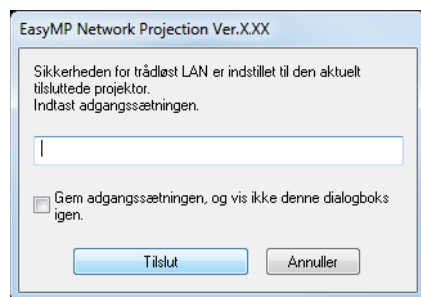 EasyMP Network Projection Ver.X.XX
Sikkerheden for trådløst LAN er indstillet til den aktuelt
tilsluttede projektor.
Indtast adgangssætningen.
Gem adgangssætningen, og vis ikke denne dialogboks
igen.
Tilslut
Annuller